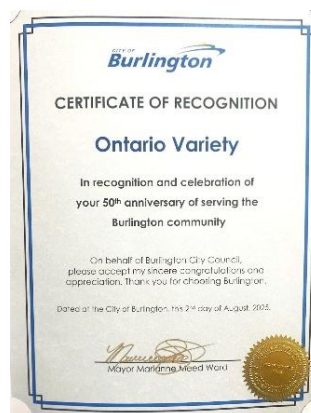 CITY OF
Burlington
CERTIFICATE OF RECOGNITION
Ontario Variety
In recognition and celebration of
your 50th anniversary of serving the
Burlington community
On behalf of Burlington City Council,
please accept my sincere congratulations and
appreciation. Thank you for choosing Burlington.
Dated at the City of Burlington, this 2nd day of August, 2025.
Mayor Marianne Meed Ward